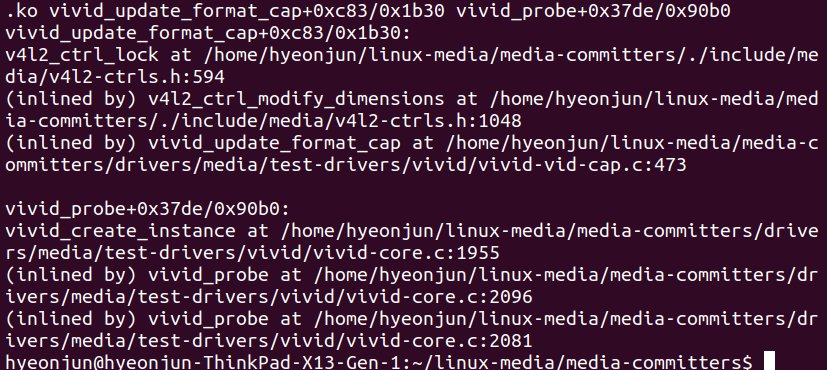 .ko vivid_update_format_cap+0xc83/0x1b30 vivid_probe+0x37de/0x90b0
vivid_update_format_cap+0xc83/0x1b30:
v4l2_ctrl_lock at /home/hyeonjun/linux-media/media-committers/./include/me
dia/v4l2-ctrls.h:594
(inlined by) v4l2_ctrl_modify_dimensions at /home/hyeonjun/linux-media/med
ia-committers/./include/media/v4l2-ctrls.h:1048
(inlined by) vivid_update_format_cap at /home/hyeonjun/linux-media/media-c
ommitters/drivers/media/test-drivers/vivid/vivid-vid-cap.c:473

vivid_probe+0x37de/0x90b0:
vivid_create_instance at /home/hyeonjun/linux-media/media-committers/drive
rs/media/test-drivers/vivid/vivid-core.c:1955
(inlined by) vivid_probe at /home/hyeonjun/linux-media/media-committers/dr
ivers/media/test-drivers/vivid/vivid-core.c:2096
(inlined by) vivid_probe at /home/hyeonjun/linux-media/media-committers/dr
ivers/media/test-drivers/vivid/vivid-core.c:2081
hyeonjun@hyeonjun-ThinkPad-X13-Gen-1:~/linux-media/media-committers$